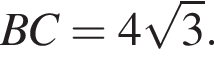 BC = 4√3.